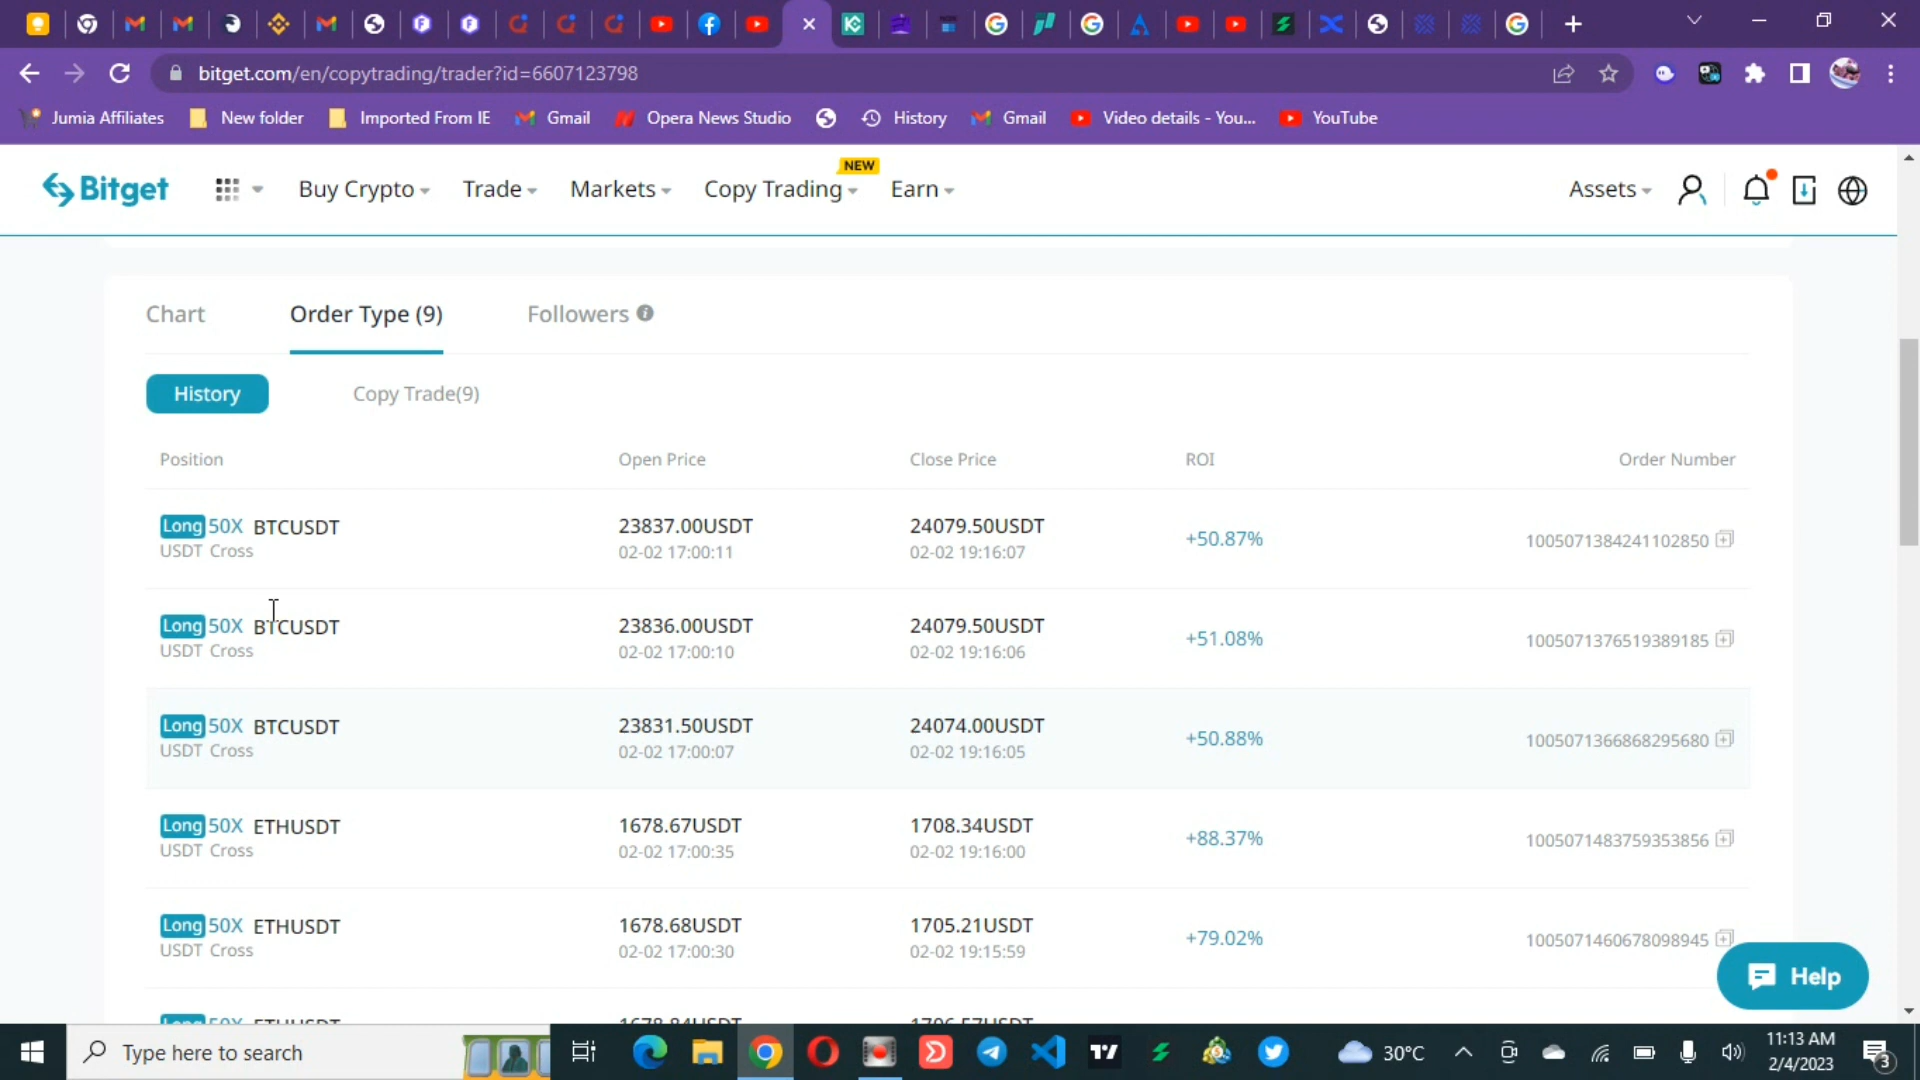 bitget.com/en/copytrading/trader?id=6607123798
Jumia Affiliates New folder Imported From IE Gmail Opera News Studio History Gmail Video details - You... YouTube
NEW
Bitget Buy Crypto Trade Markets Copy Trading Earn Assets
Chart Order Type (9) Followers
History Copy Trade(9)
Position Open Price Close Price ROI Order Number
Long 50X BTCUSDT 23837.00USDT 24079.50USDT +50.87% 1005071384241102850
USDT Cross 02-02 17:00:11 02-02 19:16:07
Long 50X BTCUSDT 23836.00USDT 24079.50USDT +51.08% 1005071376519389185
USDT Cross 02-02 17:00:10 02-02 19:16:06
Long 50X BTCUSDT 23831.50USDT 24074.00USDT +50.88% 1005071366868295680
USDT Cross 02-02 17:00:07 02-02 19:16:05
Long 50X ETHUSDT 1678.67USDT 1708.34USDT +88.37% 1005071483759353856
USDT Cross 02-02 17:00:35 02-02 19:16:00
Long 50X ETHUSDT 1678.68USDT 1705.21USDT +79.02% 1005071460678098945
USDT Cross 02-02 17:00:30 02-02 19:15:59
Help
Long 50X ETHUSDT 1678.84USDT 1706.57USDT
Type here to search 30°C 11:13 AM
2/4/2023 3